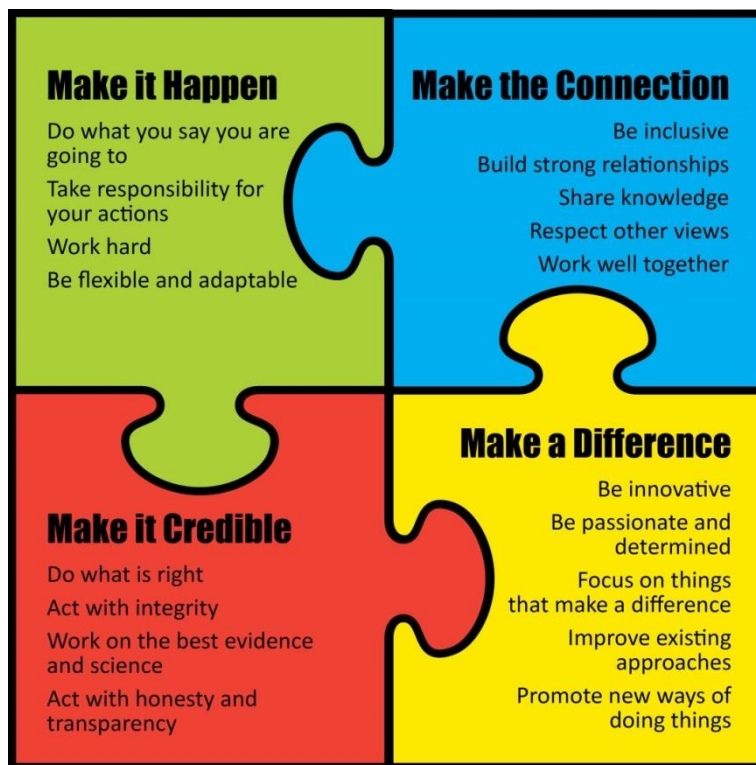 Make it Happen
Do what you say you are
going to
Take responsibility for
your actions
Work hard
Be flexible and adaptable
Make the Connection
Be inclusive
Build strong relationships
Share knowledge
Respect other views
Work well together
Make it Credible
Do what is right
Act with integrity
Work on the best evidence
and science
Act with honesty and
transparency
Make a Difference
Be innovative
Be passionate and
determined
Focus on things
that make a difference
Improve existing
approaches
Promote new ways of
doing things